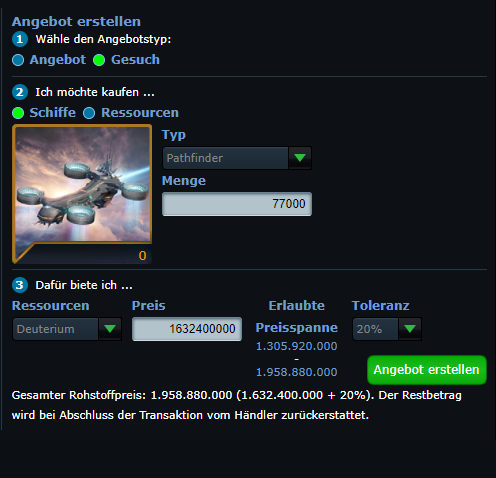 Angebot erstellen
1 Wähle den Angebotstyp:
Angebot Gesuch
2 Ich möchte kaufen ...
Schiffe Ressourcen
Typ
Pathfinder
Menge
77000
0
3 Dafür biete ich ...
Ressourcen Preis Erlaubte Preisspanne Toleranz
Deuterium 1632400000 1.305.920.000 - 1.958.880.000 20%
Angebot erstellen
Gesamter Rohstoffpreis: 1.958.880.000 (1.632.400.000 + 20%). Der Restbetrag
wird bei Abschluss der Transaktion vom Händler zurückerstattet.